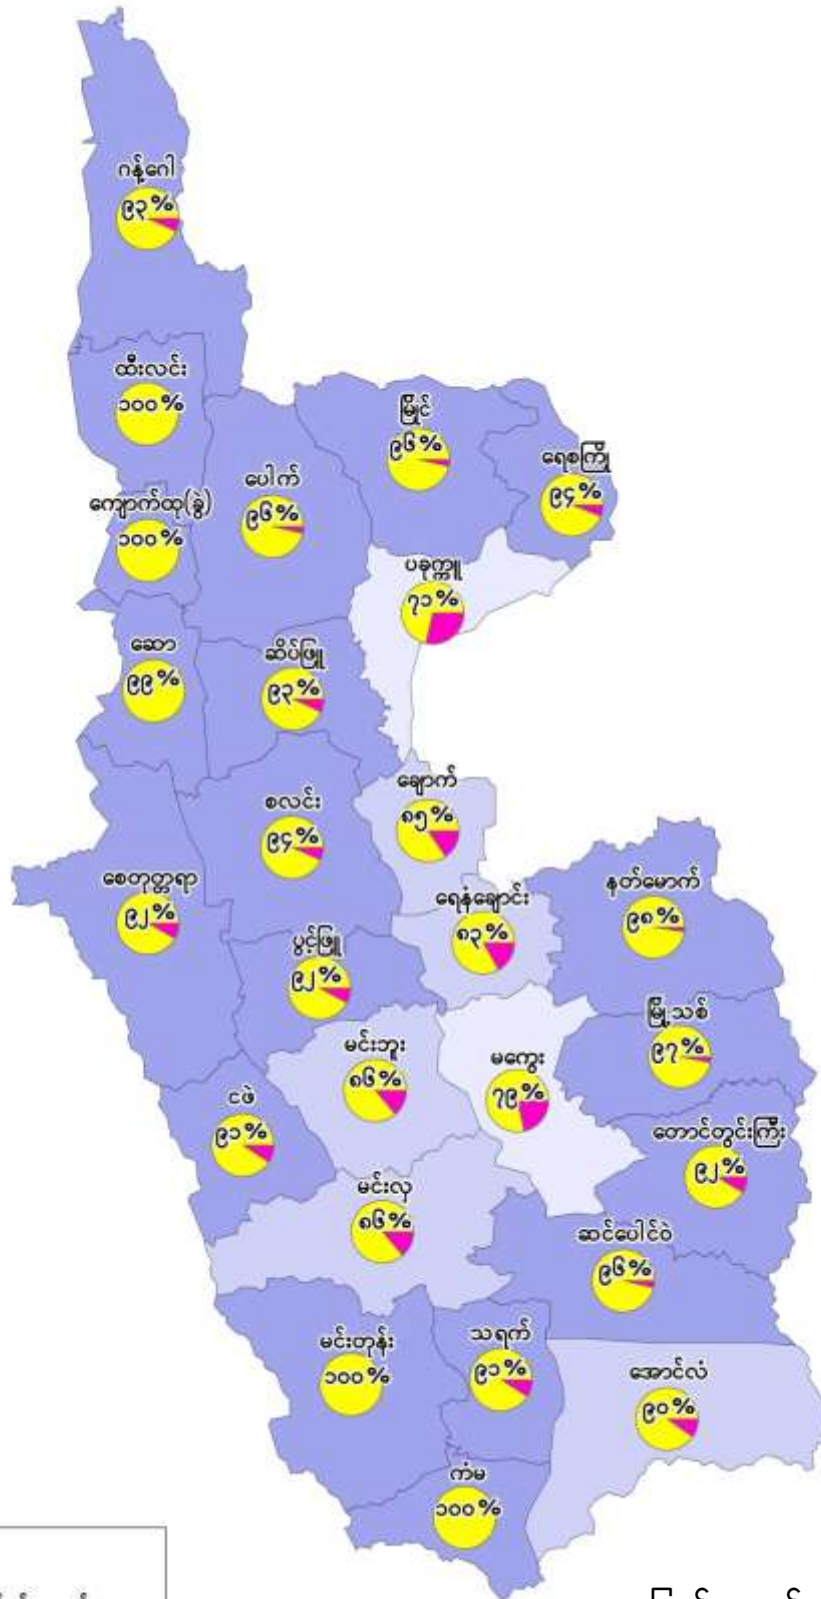 ဂန့်ဂေါ
၉၃%
ထီးလင်း
၁၀၀%
မြိုင်
၉၆%
ရေစကြို
၉၄%
ပေါက်
၉၆%
ကျောက်ထု(ခွဲ)
၁၀၀%
ပခုက္ကူ
၇၁%
ဆော
၉၉%
ဆိပ်ဖြူ
၉၃%
ချောက်
၈၅%
စလင်း
၉၄%
စေတုတ္တရာ
၉၂%
ရေနံချောင်း
၈၃%
နတ်မောက်
၉၈%
ပွင့်ဖြူ
၉၂%
မြို့သစ်
၉၇%
မင်းဘူး
၈၆%
မကွေး
၇၉%
ငဖဲ
၉၁%
တောင်တွင်းကြီး
၉၂%
မင်းလှ
၈၆%
ဆင်ပေါင်ဝဲ
၉၆%
မင်းတုန်း
၁၀၀%
သရက်
၉၁%
အောင်လံ
၉၀%
ကံမ
၁၀၀%